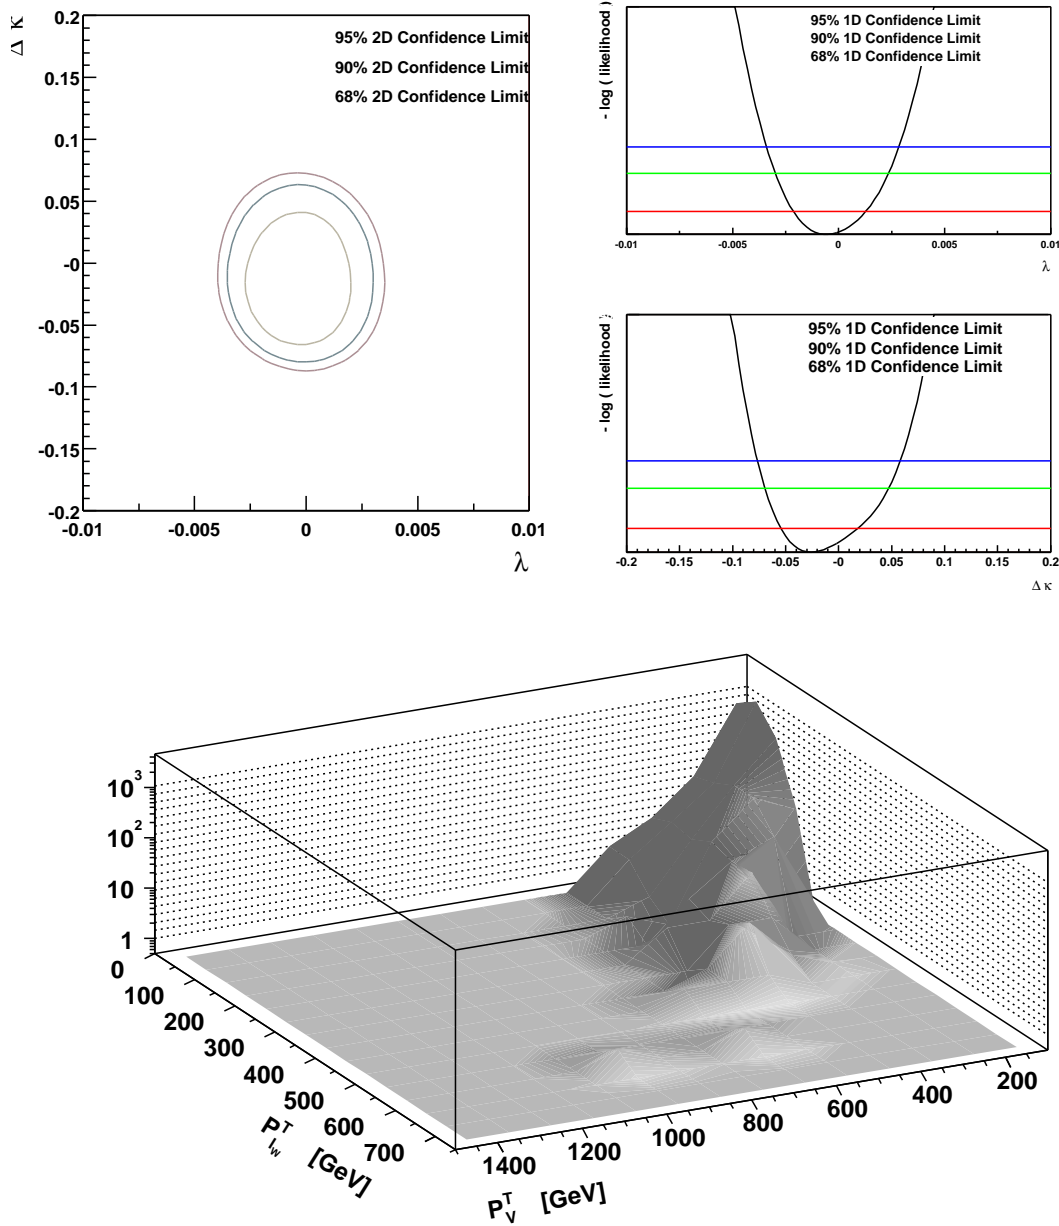 Δ κ
0.2
95% 2D Confidence Limit
90% 2D Confidence Limit
68% 2D Confidence Limit
0.15
0.1
0.05
-0
-0.05
-0.1
-0.15
-0.2
-0.01 -0.005 0 0.005 0.01
λ
- log ( likelihood )
95% 1D Confidence Limit
90% 1D Confidence Limit
68% 1D Confidence Limit
-0.01 -0.005 0 0.005 0.01
λ
- log ( likelihood )
95% 1D Confidence Limit
90% 1D Confidence Limit
68% 1D Confidence Limit
-0.2 -0.15 -0.1 -0.05 -0 0.05 0.1 0.15 0.2
Δ κ
10³
10²
10
1
0 100 200 300 400 500 600 700
P^T_{l_W} [GeV]
1400 1200 1000 800 600 400 200
P^T_V [GeV]